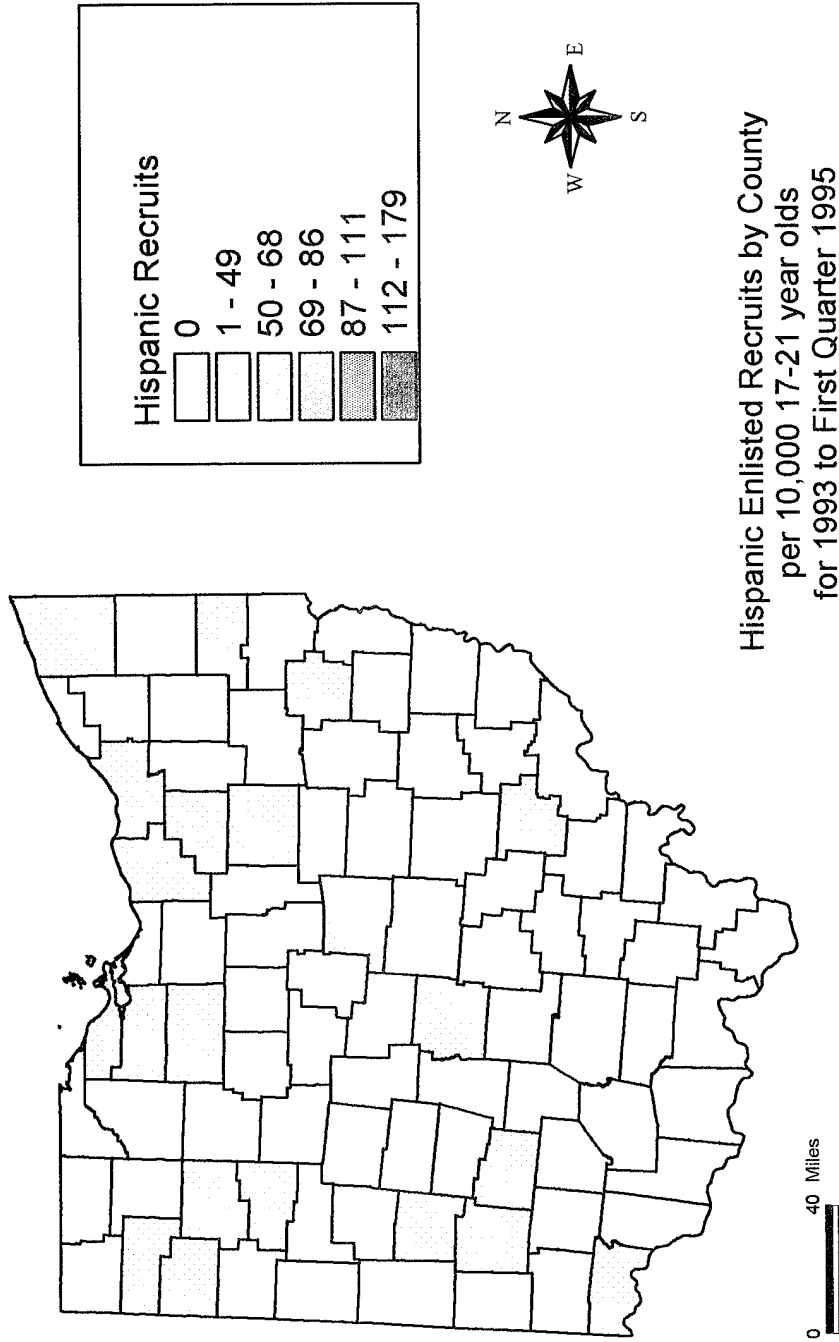 Hispanic Recruits
0
1 - 49
50 - 68
69 - 86
87 - 111
112 - 179
N
W
E
S
Hispanic Enlisted Recruits by County
per 10,000 17-21 year olds
for 1993 to First Quarter 1995
0
40 Miles